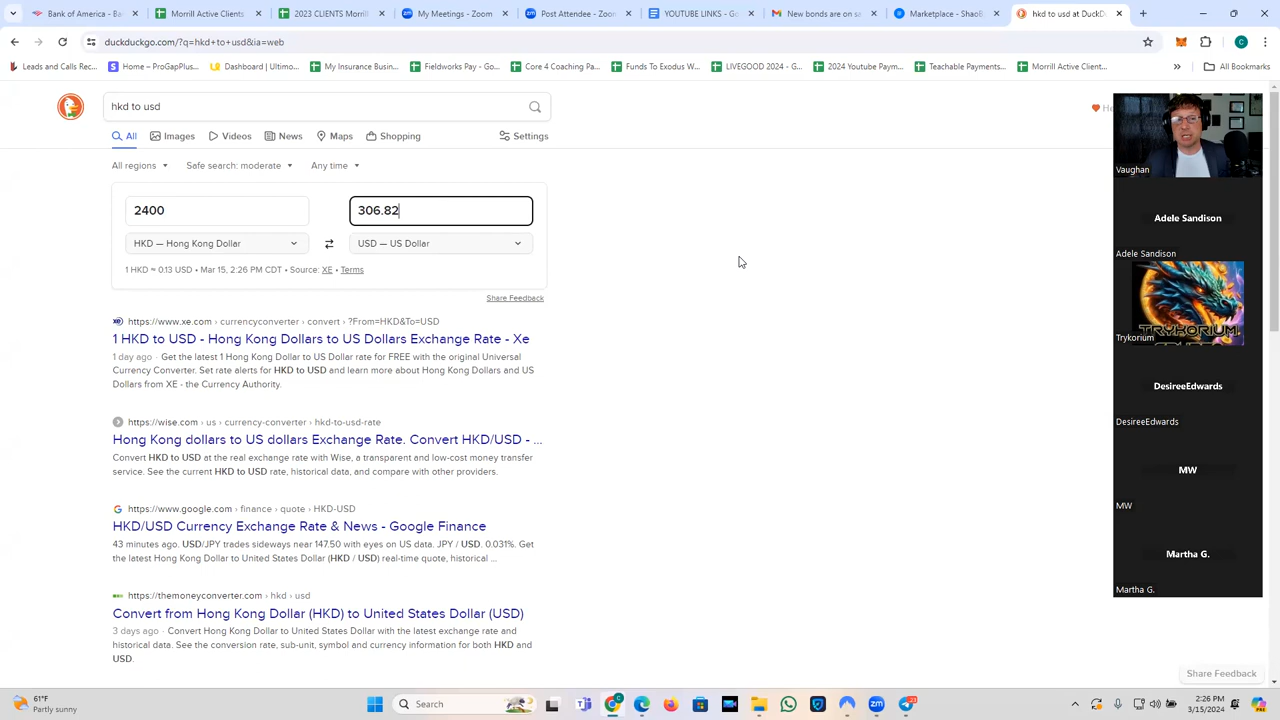 Bank of America | Online Ba
Morrill Active Clients - Goo
2023 CLIENTS Morrill & A
My Meetings - Zoom
Post Attendee - Zoom
YOUTUBE LINKS - Google
New bonds are on sale
Marketplace - ShaoBo
hkd to usd at DuckDuck
duckduckgo.com/?q=hkd+to+usd&ia=web
Leads and Calls Rec...
Home – ProGapPlus...
Dashboard | Ultimo...
My Insurance Busin...
Fieldworks Pay - Go...
Core 4 Coaching Pa...
Funds To Exodus W...
LIVEGOOD 2024 - G...
2024 Youtube Paym...
Teachable Payments...
Morrill Active Client...
»
All Bookmarks
hkd to usd
He
All Images Videos News Maps Shopping Settings
All regions Safe search: moderate Any time
2400 306.82
HKD — Hong Kong Dollar USD — US Dollar
1 HKD ≈ 0.13 USD • Mar 15, 2:26 PM CDT • Source: XE • Terms
Share Feedback
https://www.xe.com › currencyconverter › convert › ?From=HKD&To=USD
1 HKD to USD - Hong Kong Dollars to US Dollars Exchange Rate - Xe
1 day ago · Get the latest 1 Hong Kong Dollar to US Dollar rate for FREE with the original Universal
Currency Converter. Set rate alerts for HKD to USD and learn more about Hong Kong Dollars and US
Dollars from XE - the Currency Authority.
https://wise.com › us › currency-converter › hkd-to-usd-rate
Hong Kong dollars to US dollars Exchange Rate. Convert HKD/USD - ...
Convert HKD to USD at the real exchange rate with Wise, a transparent and low-cost money transfer
service. See the current HKD to USD rate, historical data, and compare with other providers.
https://www.google.com › finance › quote › HKD-USD
HKD/USD Currency Exchange Rate & News - Google Finance
43 minutes ago. USD/JPY trades sideways near 147.50 with eyes on US data. JPY / USD. 0.031%. Get
the latest Hong Kong Dollar to United States Dollar (HKD / USD) real-time quote, historical ...
https://themoneyconverter.com › hkd › usd
Convert from Hong Kong Dollar (HKD) to United States Dollar (USD)
3 days ago · Convert Hong Kong Dollar to United States Dollar with the latest exchange rate and
historical data. See the conversion rate, sub-unit, symbol and currency information for both HKD and
USD.
Vaughan
Adele Sandison
Adele Sandison
TRYKORIUM
Trykorium
DesireeEdwards
DesireeEdwards
MW
MW
Martha G.
Martha G.
Share Feedback
61°F
Partly sunny
Search
2:26 PM
3/15/2024